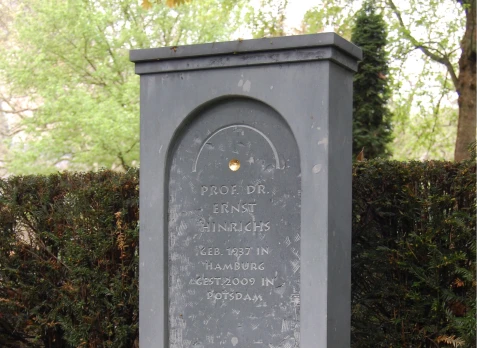 PROF. DR.
ERNST
HINRICHS
GEB. 1937 IN
HAMBURG
GEST. 2009 IN
POTSDAM